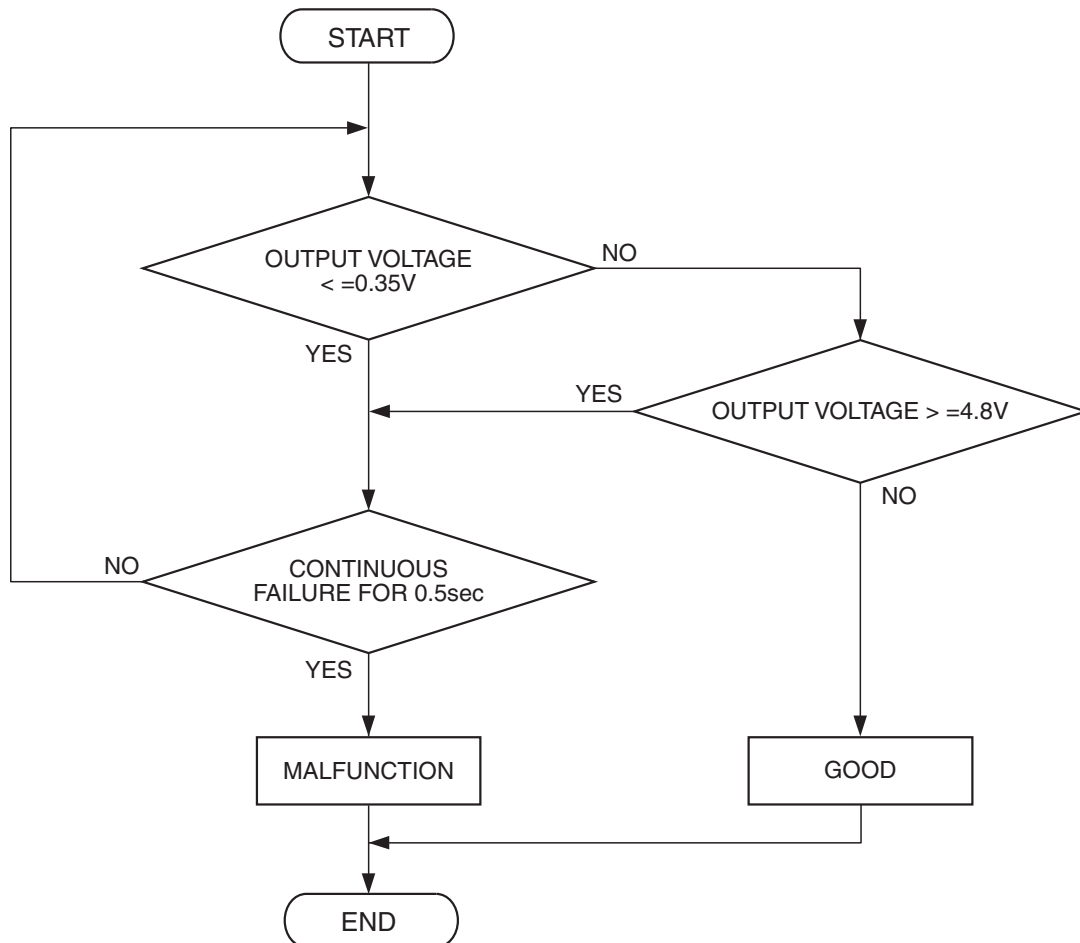 START
OUTPUT VOLTAGE
< =0.35V
NO
YES
YES
OUTPUT VOLTAGE > =4.8V
NO
NO
CONTINUOUS
FAILURE FOR 0.5sec
YES
MALFUNCTION
GOOD
END